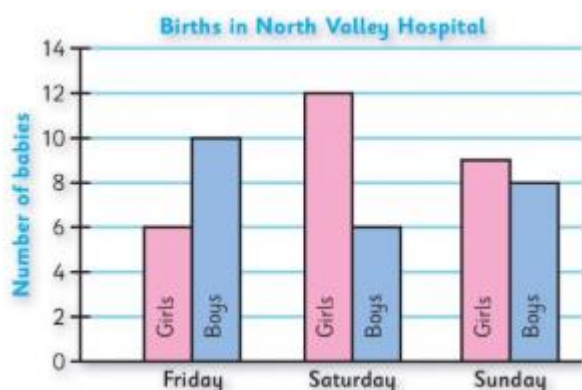 Births in North Valley Hospital
Number of babies
14
12
10
8
6
4
2
0
Girls
Boys
Girls
Boys
Girls
Boys
Friday
Saturday
Sunday